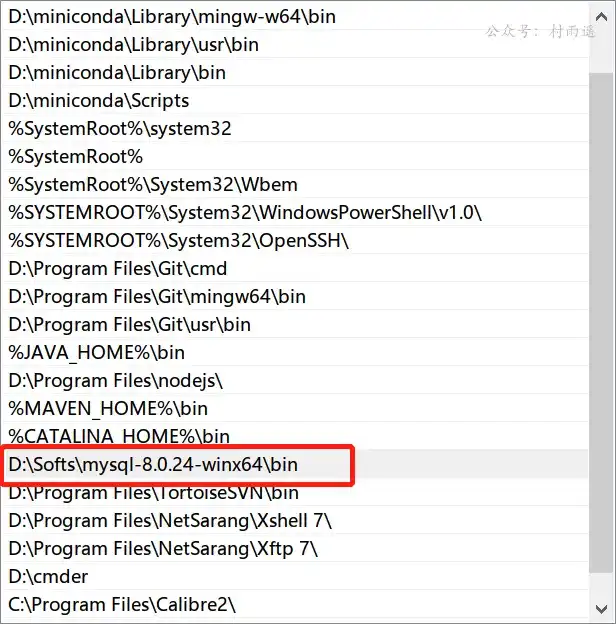 D:\miniconda\Library\mingw-w64\bin
公众号：村雨遥
D:\miniconda\Library\usr\bin
D:\miniconda\Library\bin
D:\miniconda\Scripts
%SystemRoot%\system32
%SystemRoot%
%SystemRoot%\System32\Wbem
%SYSTEMROOT%\System32\WindowsPowerShell\v1.0\
%SYSTEMROOT%\System32\OpenSSH\
D:\Program Files\Git\cmd
D:\Program Files\Git\mingw64\bin
D:\Program Files\Git\usr\bin
%JAVA_HOME%\bin
D:\Program Files\nodejs\
%MAVEN_HOME%\bin
%CATALINA_HOME%\bin
D:\Softs\mysql-8.0.24-winx64\bin
D:\Program Files\TortoiseSVN\bin
D:\Program Files\NetSarang\Xshell 7\
D:\Program Files\NetSarang\Xftp 7\
D:\cmder
C:\Program Files\Calibre2\